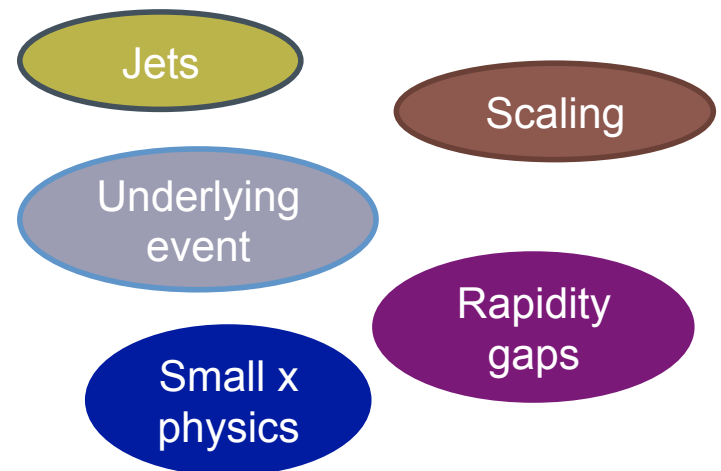 Jets
Scaling
Underlying
event
Rapidity
gaps
Small x
physics